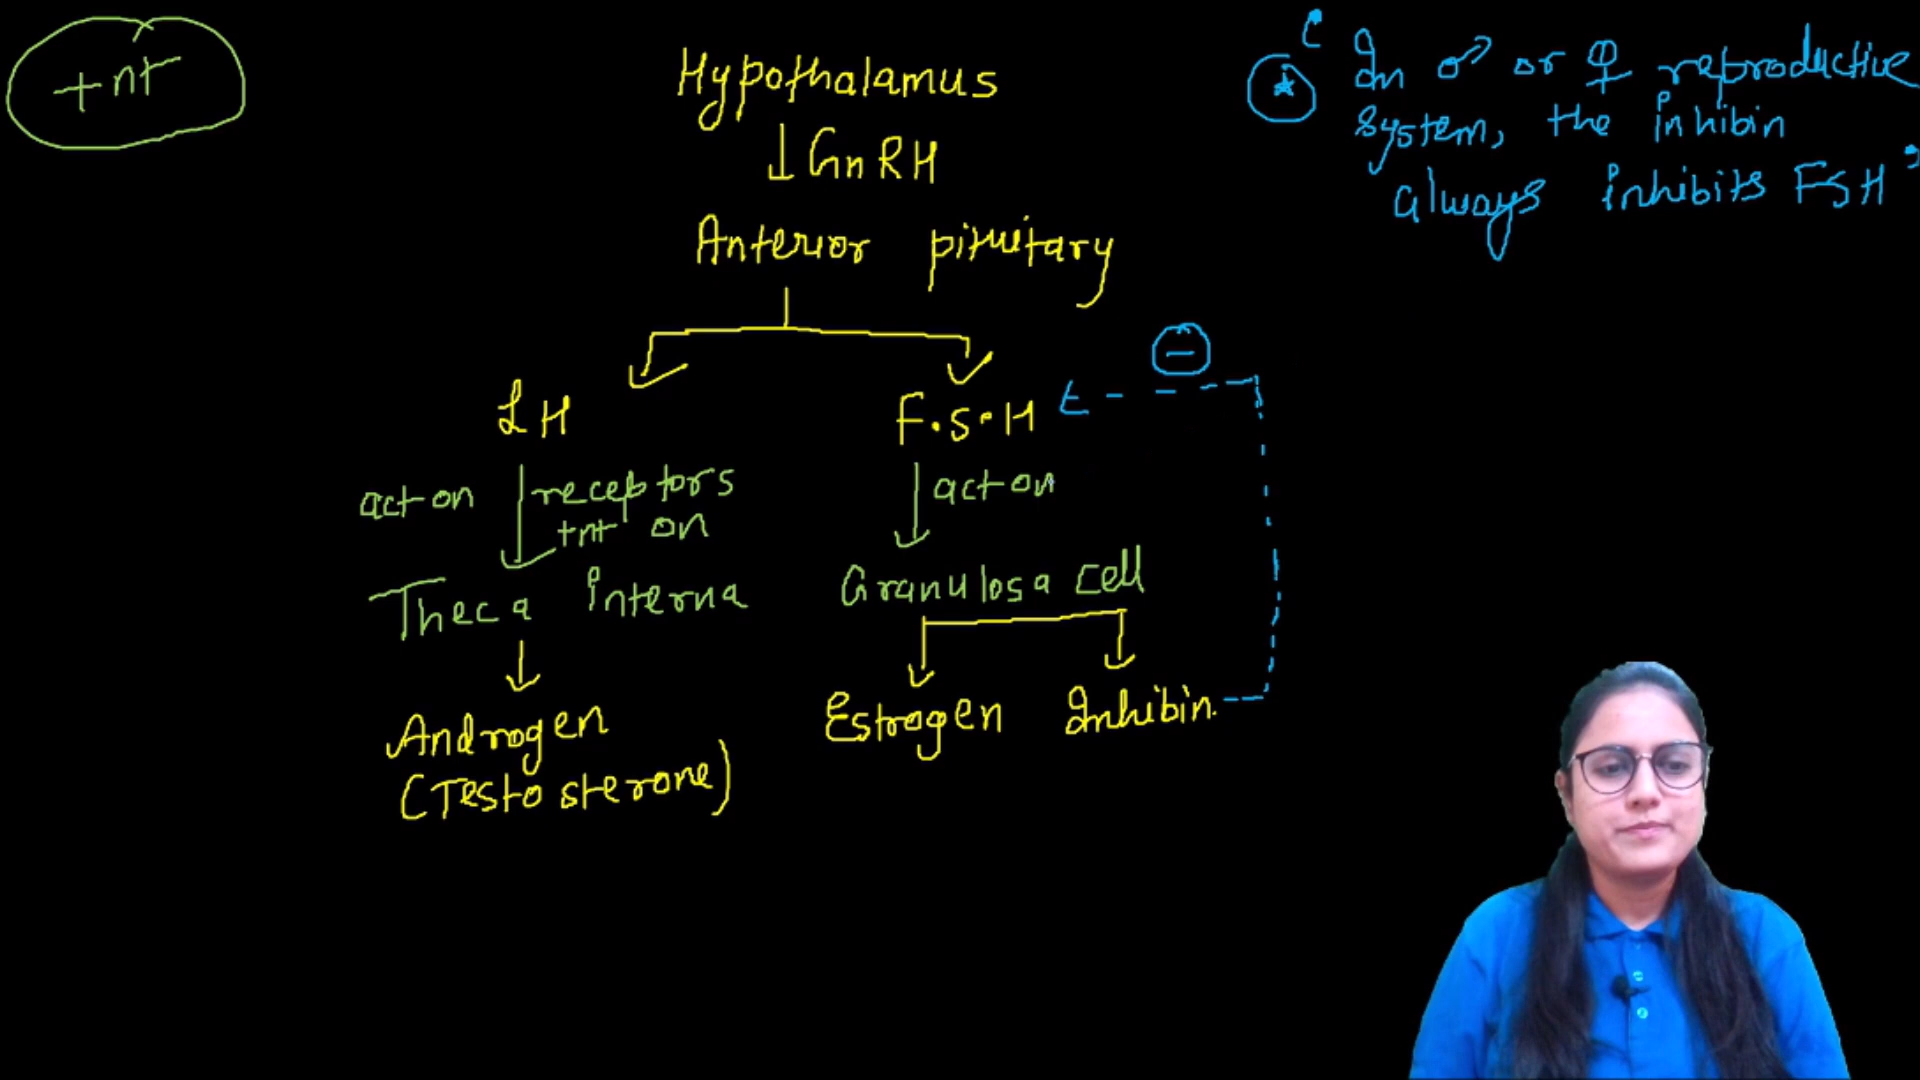 +nt
Hypothalamus
GnRH
Anterior pituitary
LH
F.S.H
−
act on receptors
+nt on
act on
Theca interna
Granulosa cell
Androgen
(Testosterone)
Estrogen Inhibin
In ♂ or ♀ reproductive
system, the inhibin
always inhibits FSH